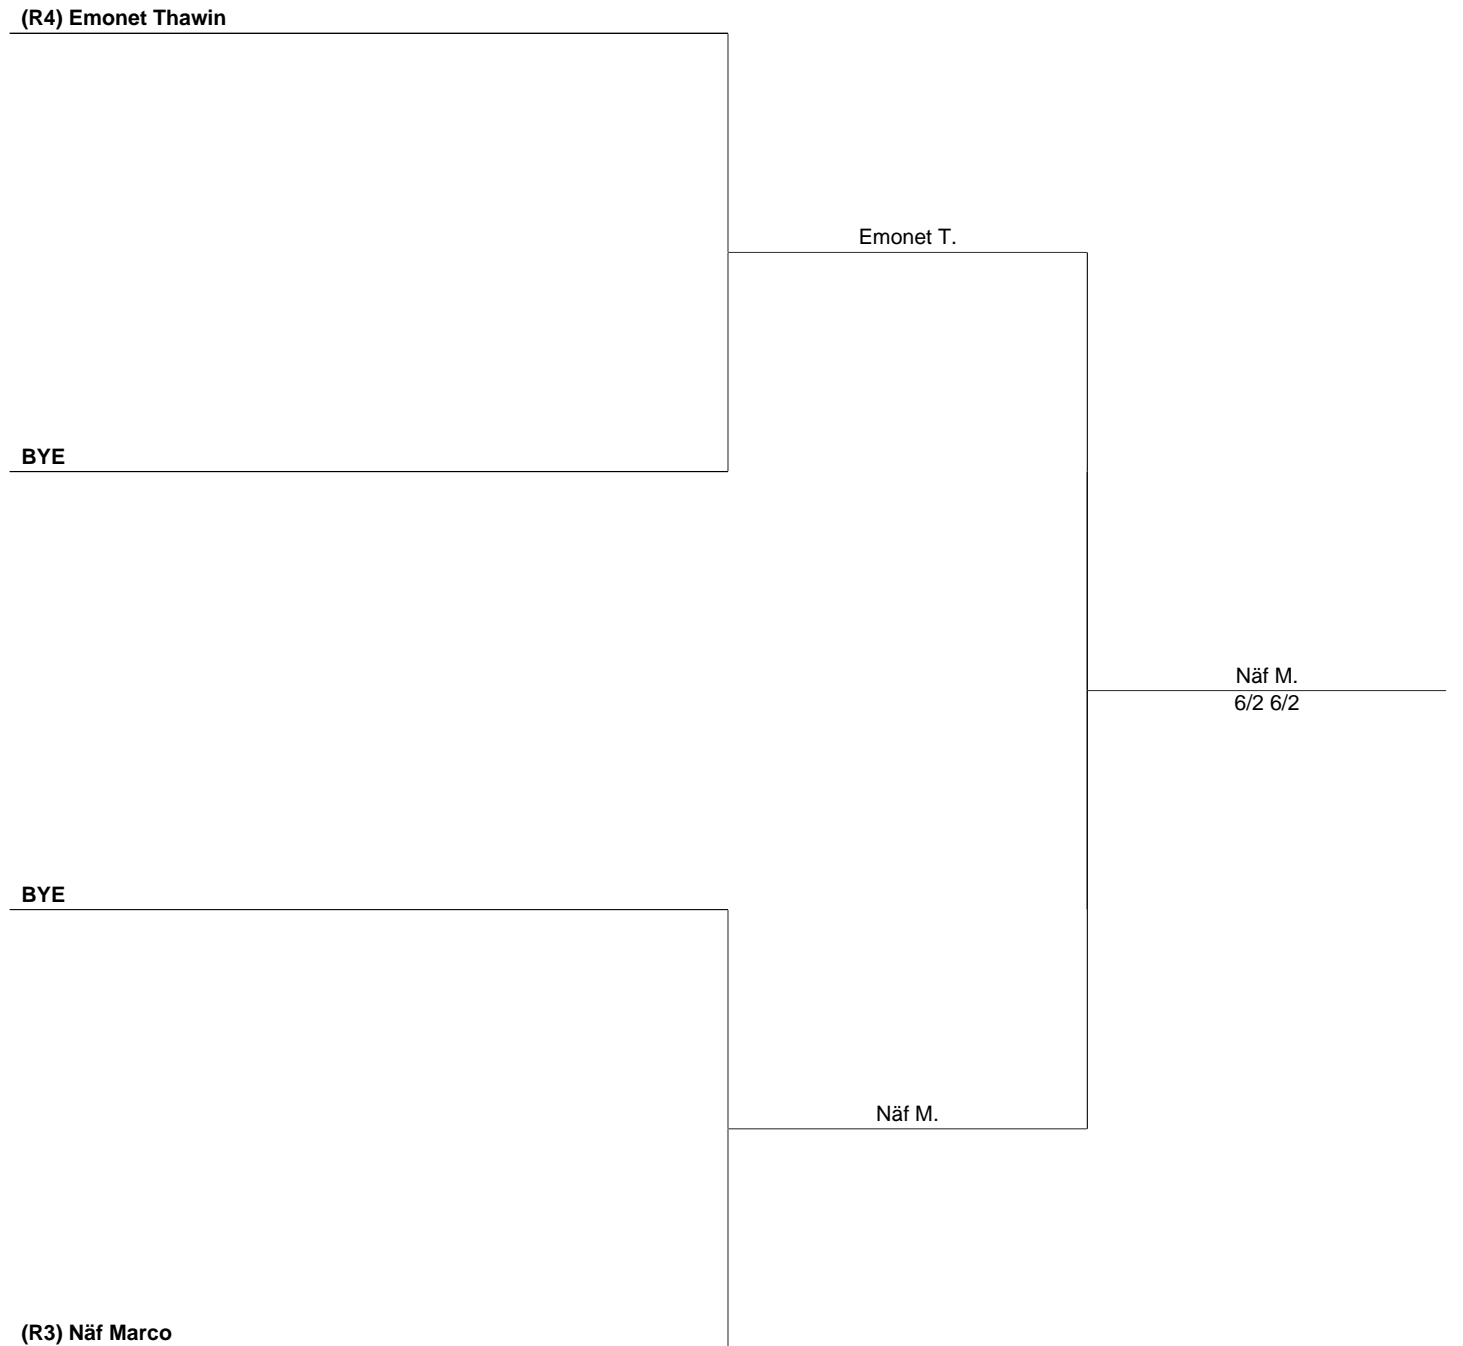 (R4) Emonet Thawin
Emonet T.
BYE
Näf M.
6/2 6/2
BYE
Näf M.
(R3) Näf Marco